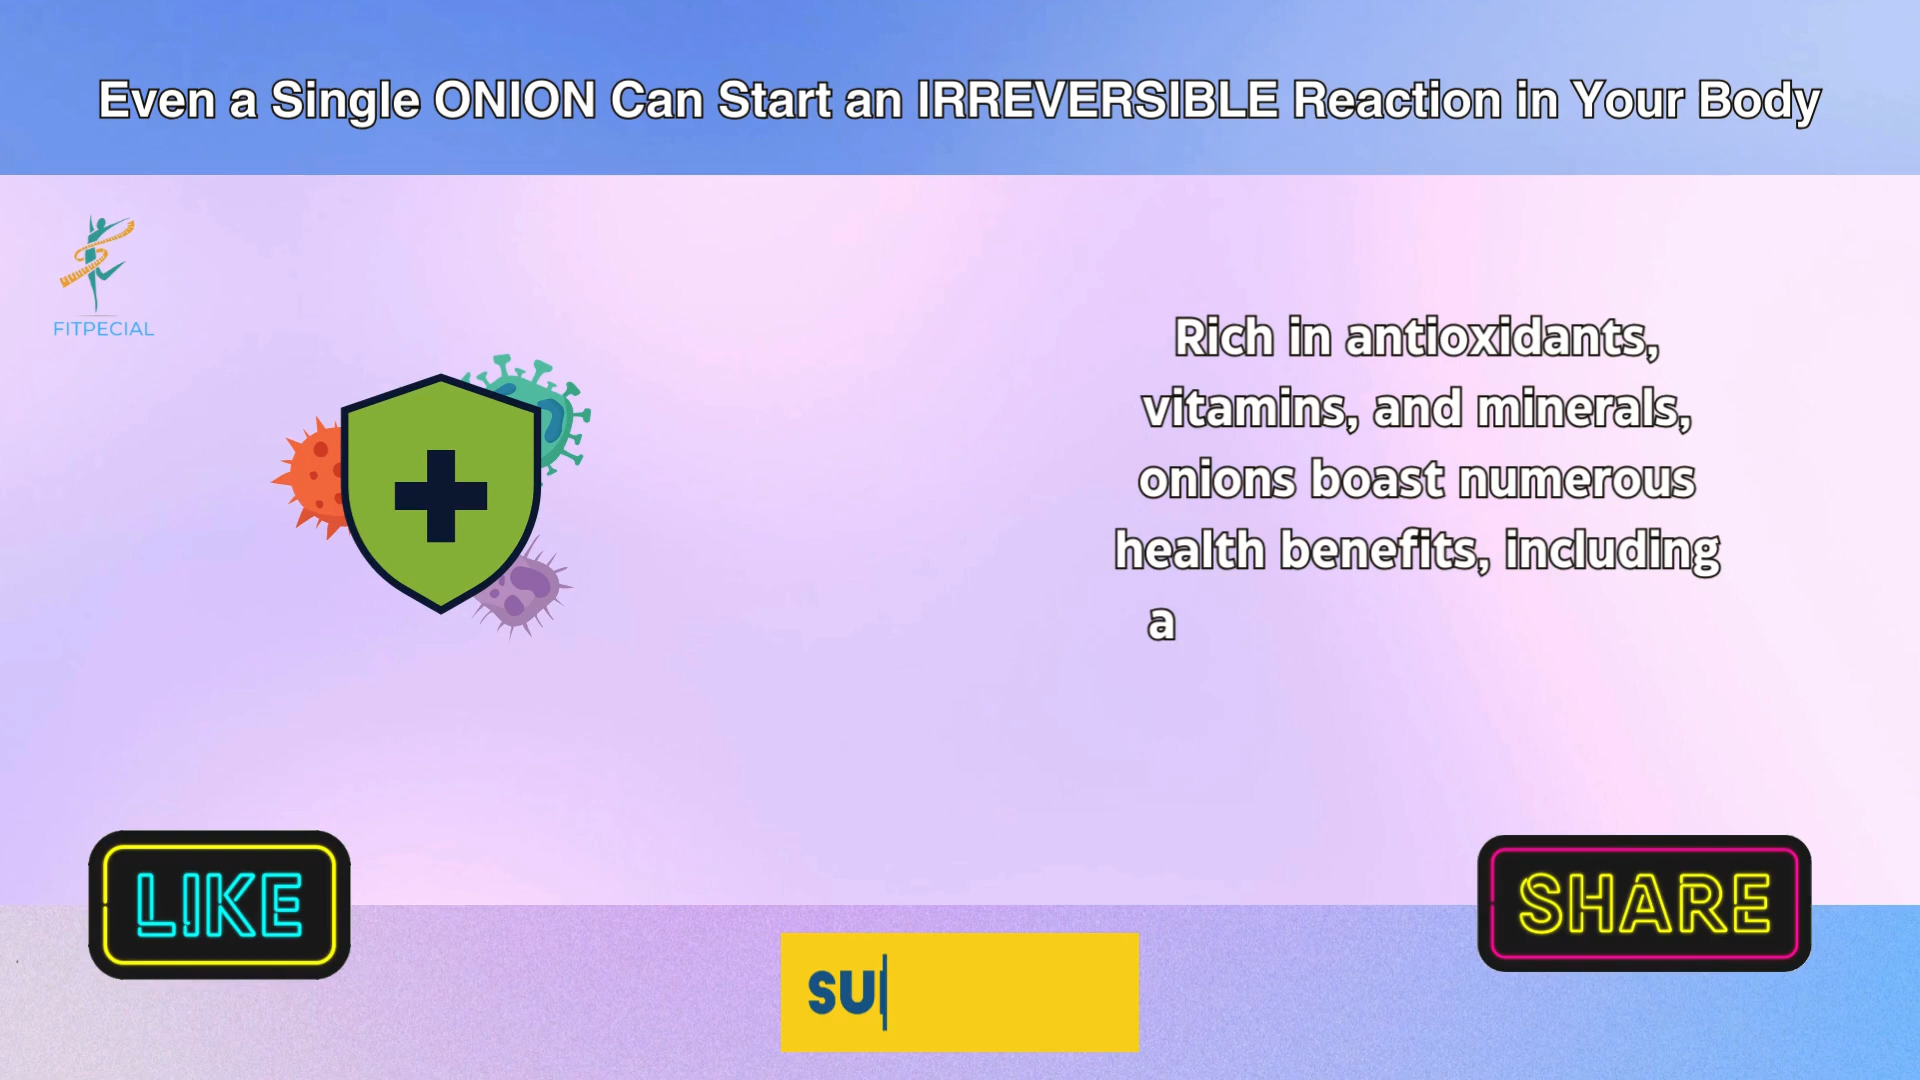 Even a Single ONION Can Start an IRREVERSIBLE Reaction in Your Body
FITPECIAL
Rich in antioxidants,
vitamins, and minerals,
onions boast numerous
health benefits, including
a
LIKE
SHARE
SU